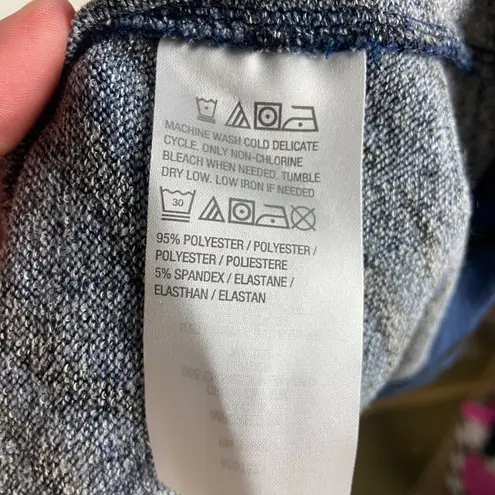 MACHINE WASH COLD DELICATE
CYCLE, ONLY NON-CHLORINE
BLEACH WHEN NEEDED. TUMBLE
DRY LOW. LOW IRON IF NEEDED
30
95% POLYESTER / POLYESTER /
POLYESTER / POLIESTERE
5% SPANDEX / ELASTANE /
ELASTHAN / ELASTAN